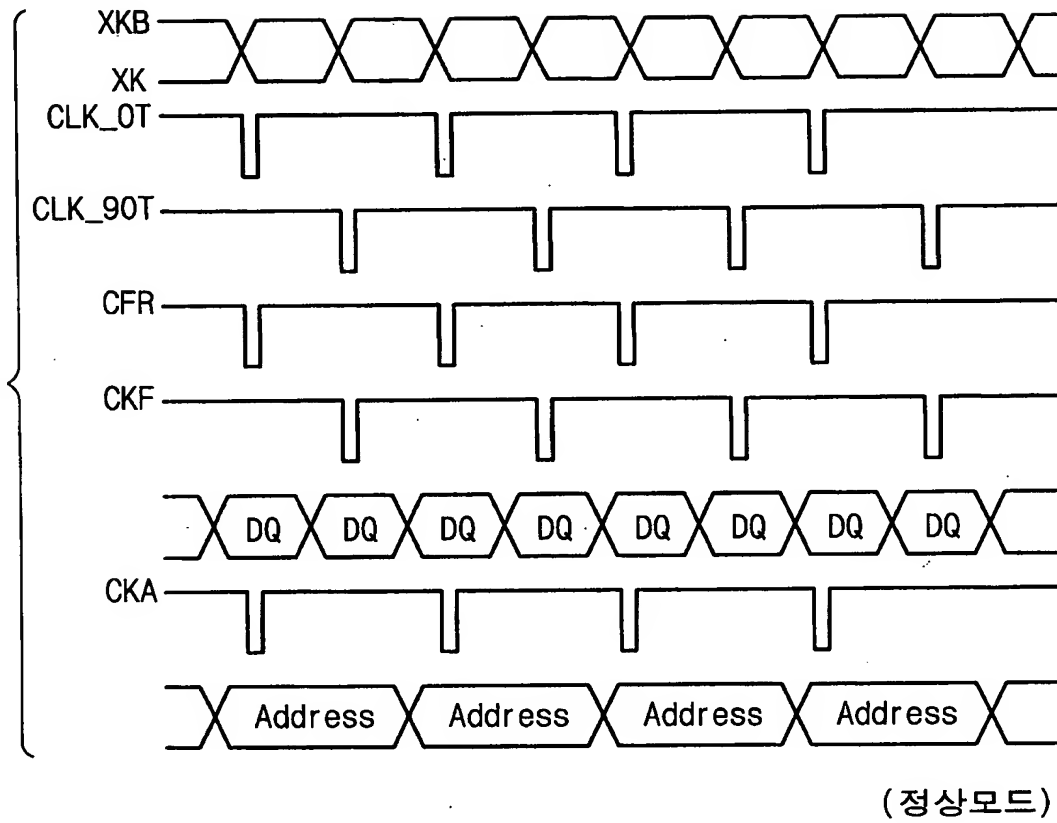 XKB
XK
CLK_0T
CLK_90T
CFR
CKF
DQ DQ DQ DQ DQ DQ DQ DQ
CKA
Address Address Address Address
(정상모드)